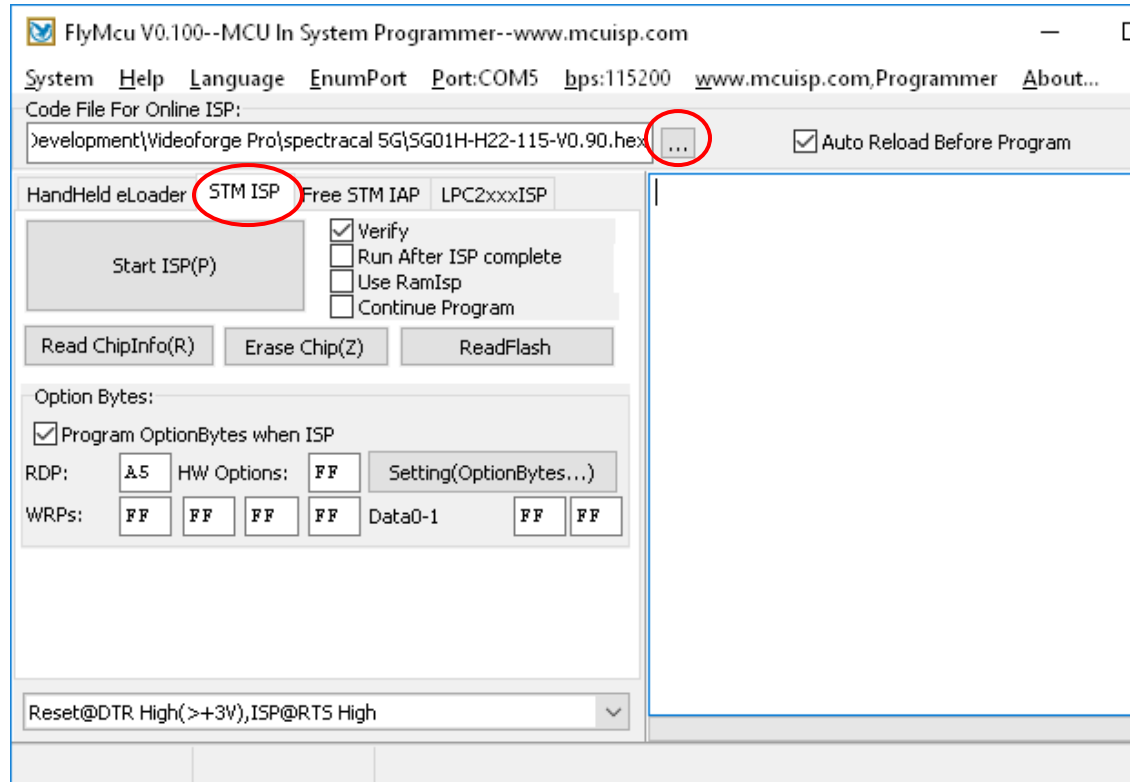 FlyMcu V0.100--MCU In System Programmer--www.mcuisp.com
System Help Language EnumPort Port:COM5 bps:115200 www.mcuisp.com,Programmer About...
Code File For Online ISP:
Development\Videoforge Pro\spectracal 5G\SG01H-H22-115-V0.90.hex ... Auto Reload Before Program
HandHeld eLoader STM ISP Free STM IAP LPC2xxxISP
Start ISP(P)
Verify
Run After ISP complete
Use RamIsp
Continue Program
Read ChipInfo(R) Erase Chip(Z) ReadFlash
Option Bytes:
Program OptionBytes when ISP
RDP: A5 HW Options: FF Setting(OptionBytes...)
WRPs: FF FF FF FF Data0-1 FF FF
Reset@DTR High(>+3V),ISP@RTS High